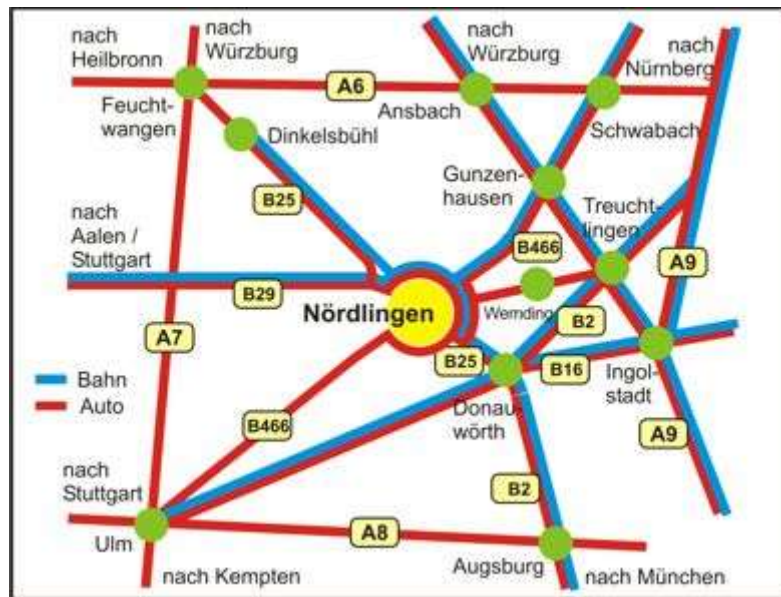 nach
Heilbronn
nach
Würzburg
nach
Würzburg
nach
Nürnberg
A6
Feucht-
wangen
Ansbach
Schwabach
Dinkelsbühl
Gunzen-
hausen
Treucht-
lingen
B25
nach
Aalen /
Stuttgart
B466
A9
B29
Nördlingen
Wemding
B2
A7
B25
B16
Bahn
Auto
Donau-
wörth
Ingol-
stadt
B466
A9
nach
Stuttgart
B2
A8
Ulm
Augsburg
nach Kempten
nach München